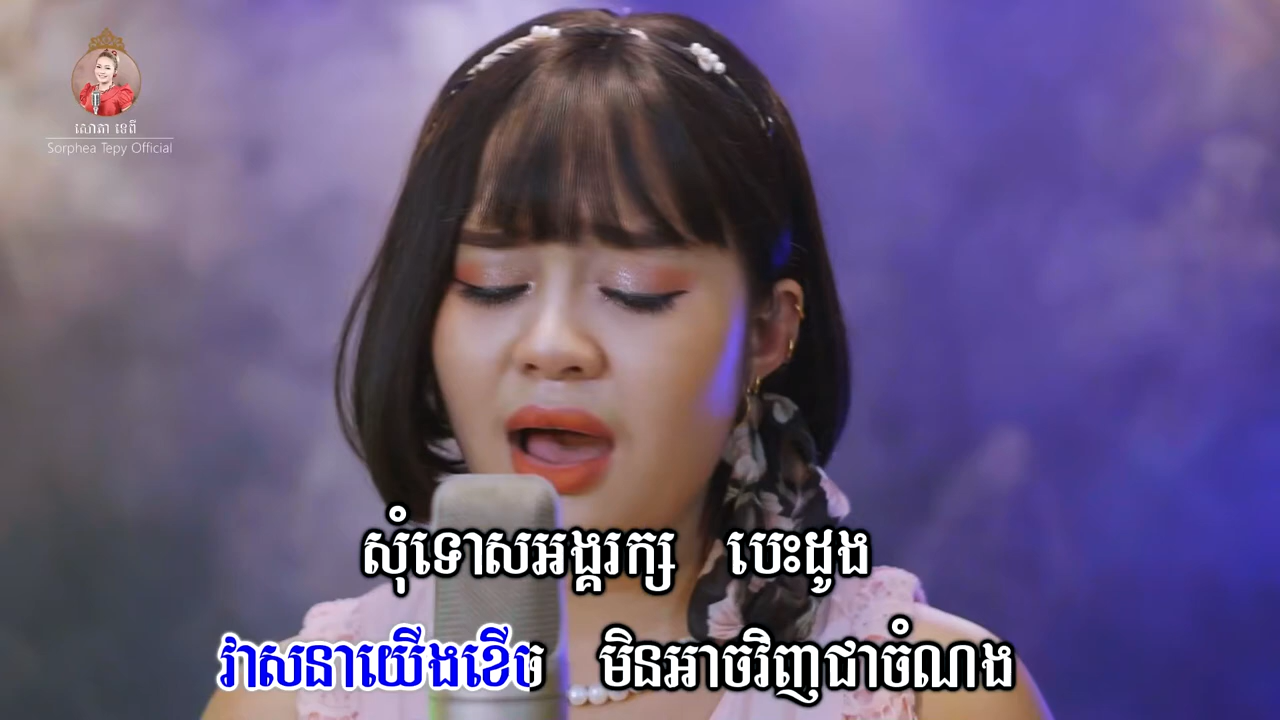 សោភា ទេពី
Sorphea Tepy Official
សុំទោសអង្គរក្ស បេះដូង
វាសនាយើងខើច មិនអាចវិញជាចំណង